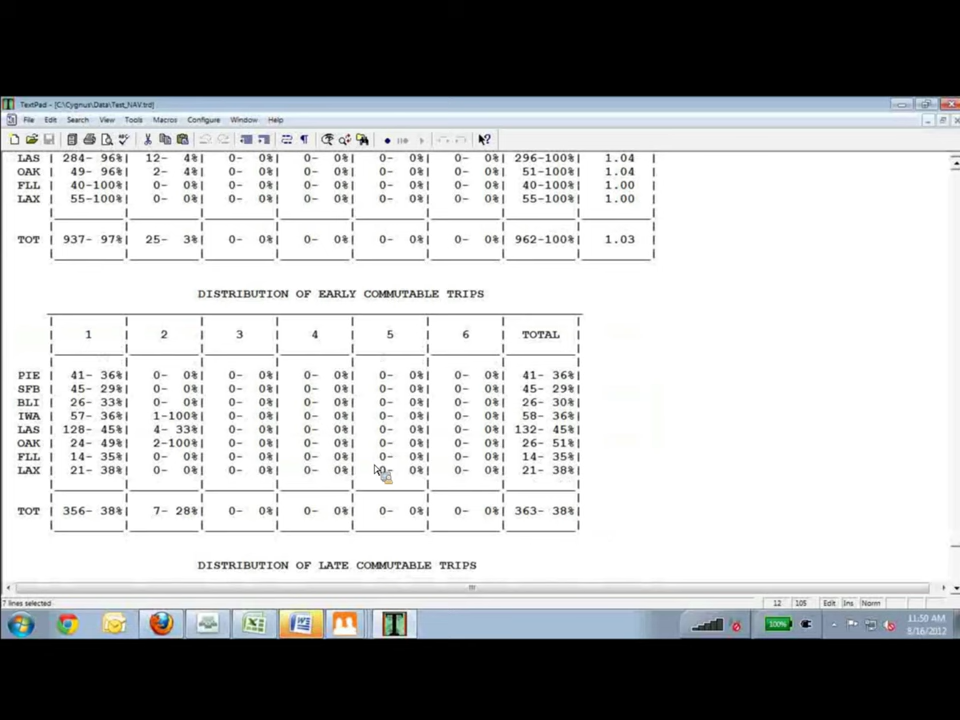 TextPad - [C:\Cygnus\Data\Test_NAV.trd]
File Edit Search View Tools Macros Configure Window Help
LAS | 284- 96%| 12- 4%| 0- 0%| 0- 0%| 0- 0%| 0- 0%| 296-100%| 1.04 |
OAK | 49- 96%| 2- 4%| 0- 0%| 0- 0%| 0- 0%| 0- 0%| 51-100%| 1.04 |
FLL | 40-100%| 0- 0%| 0- 0%| 0- 0%| 0- 0%| 0- 0%| 40-100%| 1.00 |
LAX | 55-100%| 0- 0%| 0- 0%| 0- 0%| 0- 0%| 0- 0%| 55-100%| 1.00 |
TOT | 937- 97%| 25- 3%| 0- 0%| 0- 0%| 0- 0%| 0- 0%| 962-100%| 1.03 |
DISTRIBUTION OF EARLY COMMUTABLE TRIPS
| 1 | 2 | 3 | 4 | 5 | 6 | TOTAL |
PIE | 41- 36%| 0- 0%| 0- 0%| 0- 0%| 0- 0%| 0- 0%| 41- 36%|
SFB | 45- 29%| 0- 0%| 0- 0%| 0- 0%| 0- 0%| 0- 0%| 45- 29%|
BLI | 26- 33%| 0- 0%| 0- 0%| 0- 0%| 0- 0%| 0- 0%| 26- 30%|
IWA | 57- 36%| 1-100%| 0- 0%| 0- 0%| 0- 0%| 0- 0%| 58- 36%|
LAS | 128- 45%| 4- 33%| 0- 0%| 0- 0%| 0- 0%| 0- 0%| 132- 45%|
OAK | 24- 49%| 2-100%| 0- 0%| 0- 0%| 0- 0%| 0- 0%| 26- 51%|
FLL | 14- 35%| 0- 0%| 0- 0%| 0- 0%| 0- 0%| 0- 0%| 14- 35%|
LAX | 21- 38%| 0- 0%| 0- 0%| 0- 0%| 0- 0%| 0- 0%| 21- 38%|
TOT | 356- 38%| 7- 28%| 0- 0%| 0- 0%| 0- 0%| 0- 0%| 363- 38%|
DISTRIBUTION OF LATE COMMUTABLE TRIPS
7 lines selected 12 105 Edit Ins Norm
100% 11:50 AM
8/16/2012